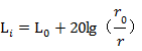 Lᵢ = L₀ + 20lg（r₀/r）